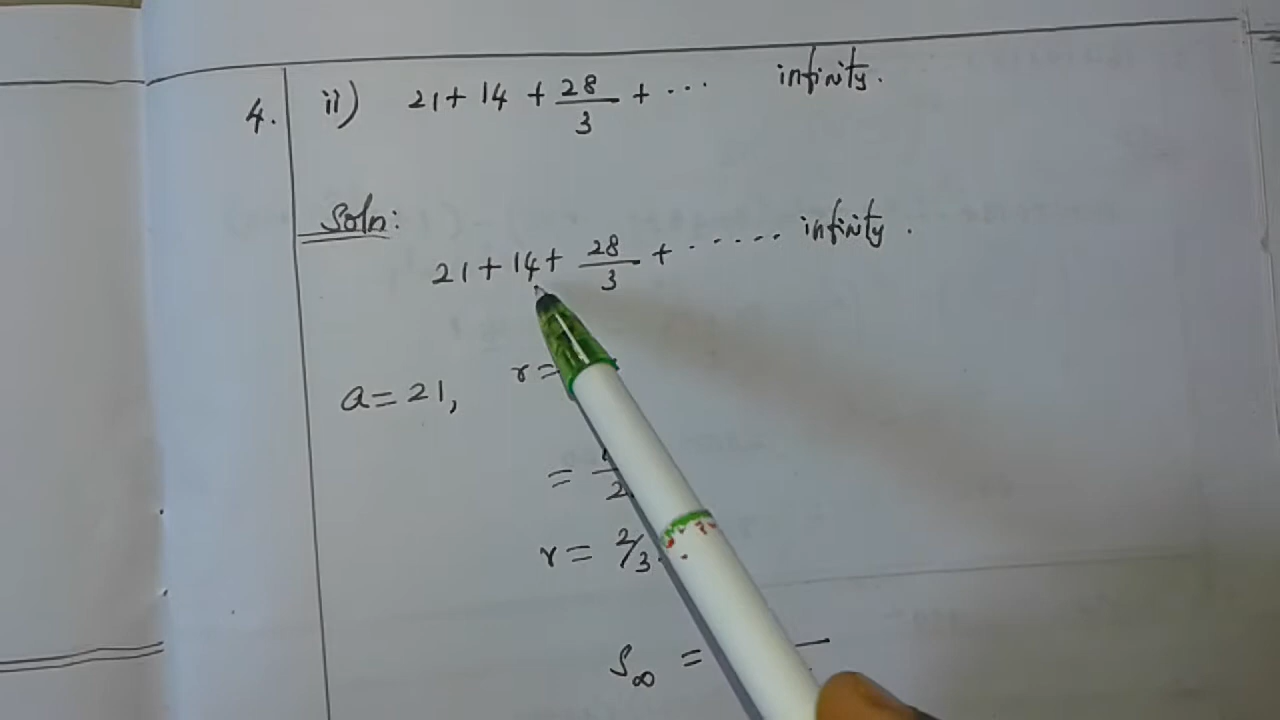 4. ii) 21 + 14 + 28/3 + ... infinity.
Soln:
21 + 14 + 28/3 + ...... infinity.
a = 21, r =
=
r = 2/3.
S∞ =